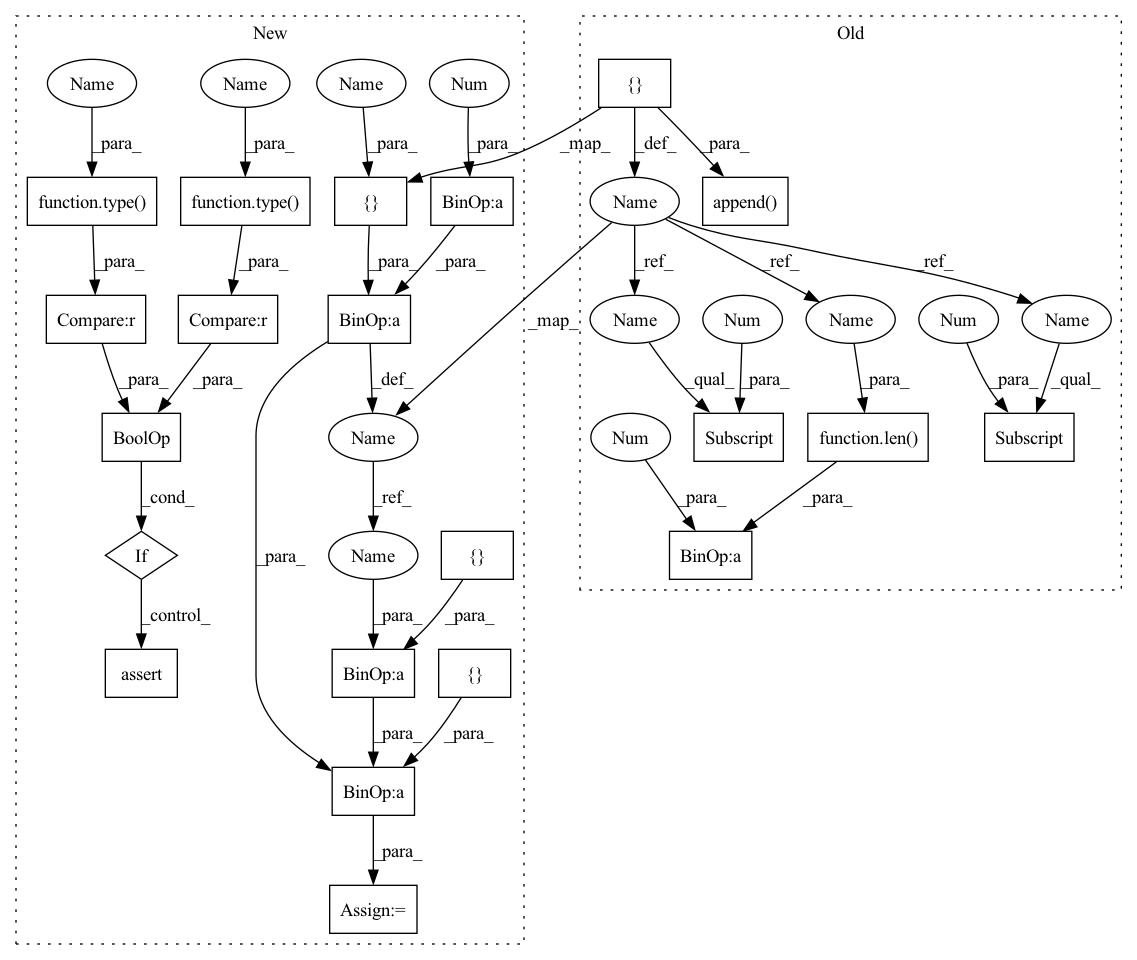 New Old
Name Name Name Num {}
_para_ _para_ _para_ _para_ _map_ _def_ _para_
function.type() function.type() {} BinOp:a Name append()
_para_ _para_ _para_ _para_ _ref_ _ref_ _ref_
Compare:r Compare:r BinOp:a Name Num Name Num Name
_map_
_para_ _para_ _def_ _qual_ _para_ _para_ _para_ _qual_
BoolOp Name Num Subscript function.len() Subscript
_cond_ _ref_ _para_ _para_
If _para_ Name {} BinOp:a
_control_ _para_ _para_
assert BinOp:a {}
_para_ _para_
BinOp:a
_para_
Assign:=